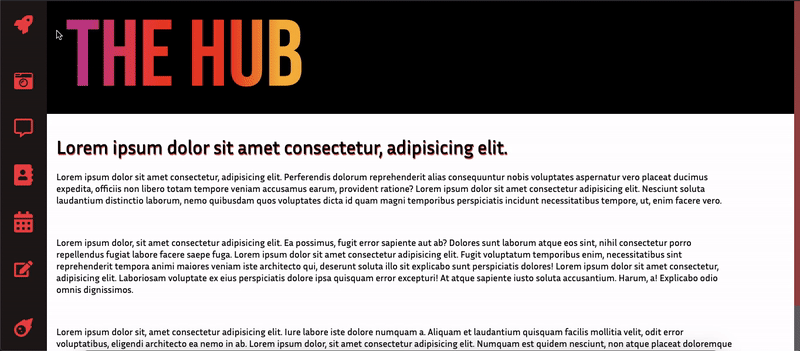 THE HUB
Lorem ipsum dolor sit amet consectetur, adipisicing elit.
Lorem ipsum dolor sit amet consectetur, adipisicing elit. Perferendis dolorum reprehenderit alias consequuntur nobis voluptates aspernatur vero placeat ducimus
expedita, officiis non libero totam tempore veniam accusamus earum, provident ratione? Lorem ipsum dolor sit amet consectetur adipisicing elit. Nesciunt soluta
laudantium distinctio laborum, nemo quibusdam quos voluptates dicta id quam magni temporibus perspiciatis incidunt necessitatibus tempore, ut, enim facere vero.
Lorem ipsum dolor, sit amet consectetur adipisicing elit. Ea possimus, fugit error sapiente aut ab? Dolores sunt laborum atque eos sint, nihil consectetur porro
repellendus fugiat labore facere saepe fuga. Lorem ipsum dolor sit amet consectetur adipisicing elit. Fugit voluptatum temporibus enim, necessitatibus sint
reprehenderit tempora animi maiores veniam iste architecto qui, deserunt soluta illo sit explicabo sunt perspiciatis dolores! Lorem ipsum dolor sit amet consectetur,
adipisicing elit. Laboriosam voluptate ex eius perspiciatis dolore ipsa quisquam error excepturi! At atque sapiente iusto soluta accusantium. Harum, a! Explicabo odio
omnis dignissimos.
Lorem ipsum dolor sit amet consectetur, adipisicing elit. Iure labore iste dolore numquam a. Aliquam et laudantium quisquam facilis mollitia velit, odit error
voluptatibus, eligendi architecto ea nemo in ab. Lorem ipsum dolor sit amet consectetur, adipisicing elit. Numquam est quidem nesciunt, non atque placeat doloremque